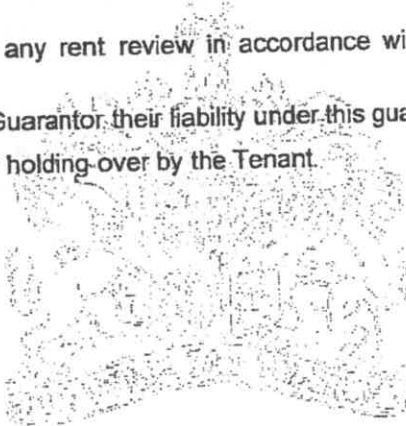 any rent review in accordance wi
Guarantor their liability under this gua
holding-over by the Tenant.